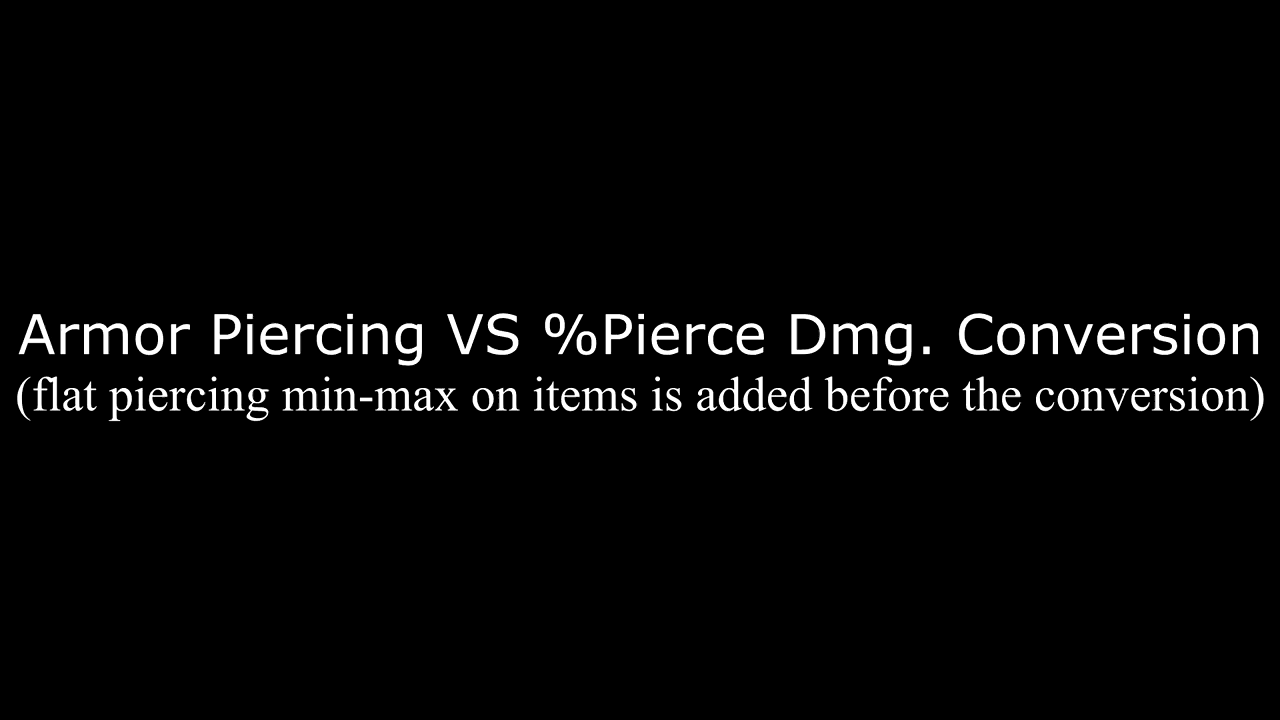 Armor Piercing VS %Pierce Dmg. Conversion
(flat piercing min-max on items is added before the conversion)